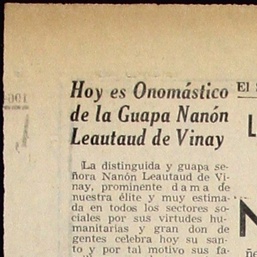 Hoy es Onomástico
de la Guapa Nanón
Leautaud de Vinay
La distinguida y guapa se-
ñora Nanón Leautaud de Vi-
nay, prominente dama de
nuestra élite y muy estima-
da en todos los sectores so-
ciales por sus virtudes hu-
manitarias y gran don de
gentes celebra hoy su san-
to y por tal motivo sus fa-
El